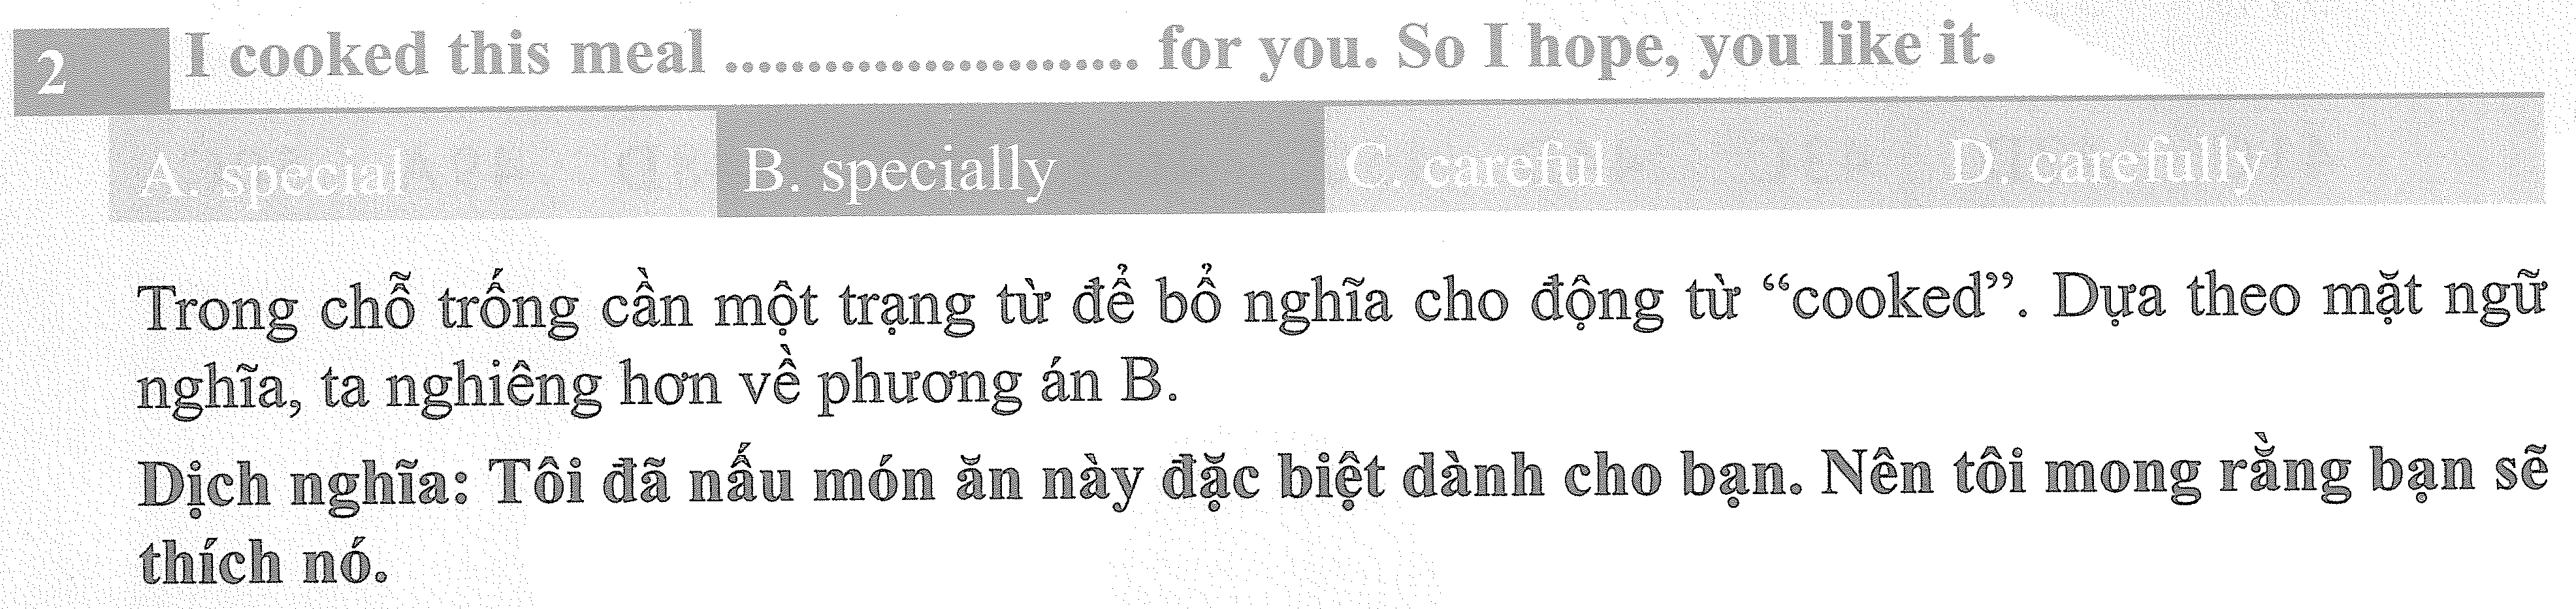 2 I cooked this meal ........................ for you. So I hope, you like it.
A. special B. specially C. careful D. carefully
Trong chỗ trống cần một trạng từ để bổ nghĩa cho động từ “cooked”. Dựa theo mặt ngữ
nghĩa, ta nghiêng hơn về phương án B.
Dịch nghĩa: Tôi đã nấu món ăn này đặc biệt dành cho bạn. Nên tôi mong rằng bạn sẽ
thích nó.